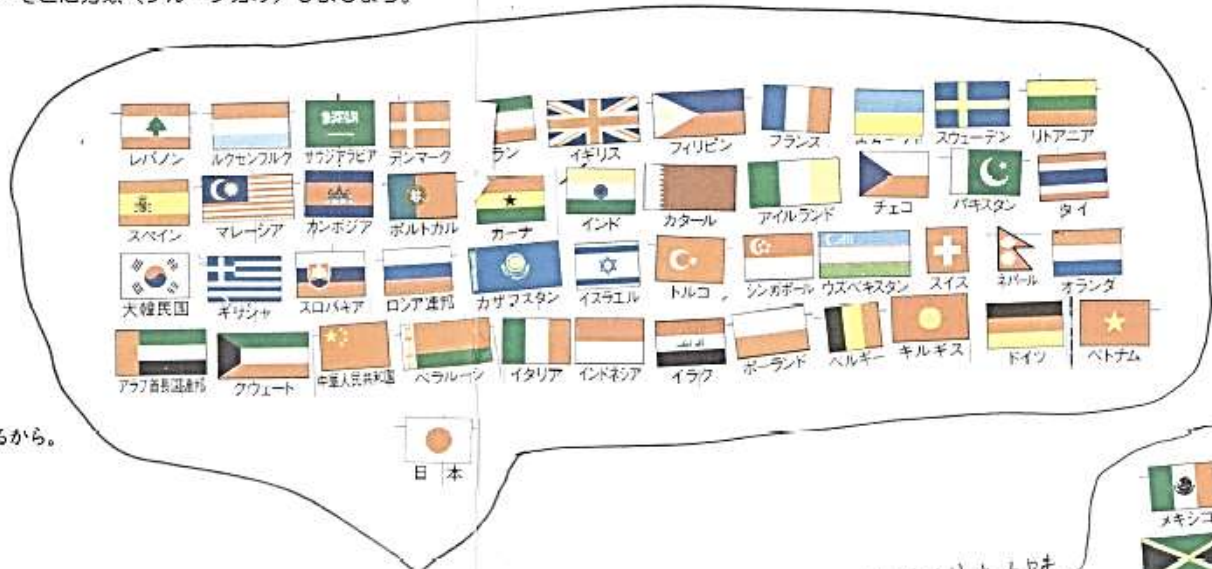 レバノン ルクセンブルク サウジアラビア デンマーク ラン イギリス フィリピン フランス スウェーデン リトアニア
スペイン マレーシア カンボジア ポルトガル ガーナ インド カタール アイルランド チェコ パキスタン タイ
大韓民国 ギリシャ スロバキア ロシア連邦 カザフスタン イスラエル トルコ シンガポール ウズベキスタン スイス ネパール オランダ
アラブ首長国連邦 クウェート 中華人民共和国 ベラルーシ イタリア インドネシア イラク ポーランド ベルギー キルギス ドイツ ベトナム
るから。
日本
メキシコ